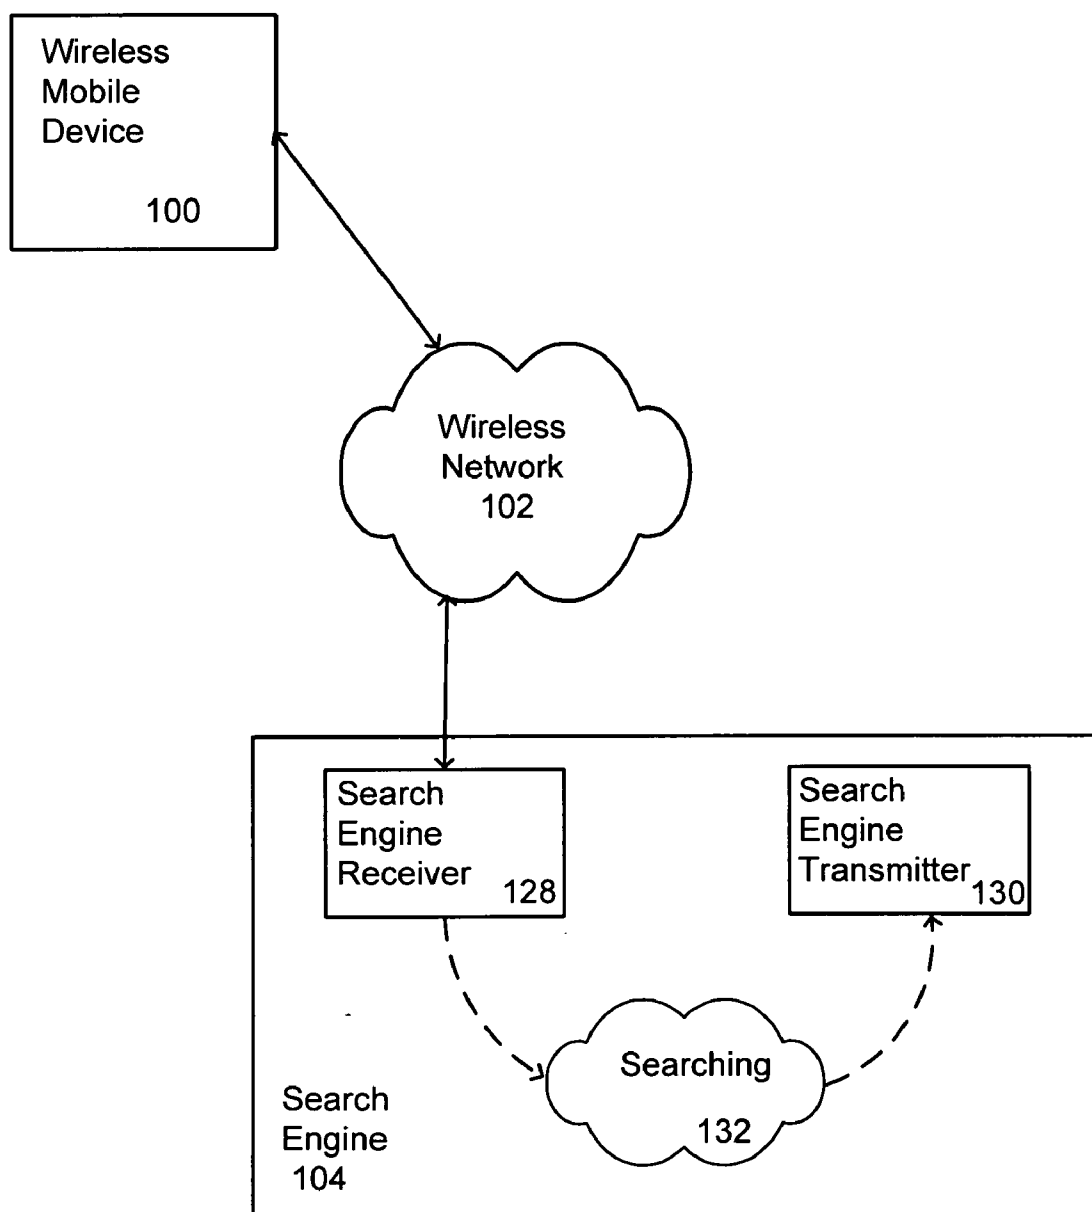 Wireless
Mobile
Device
100
Wireless
Network
102
Search
Engine
Receiver
128
Search
Engine
Transmitter
130
Searching
132
Search
Engine
104